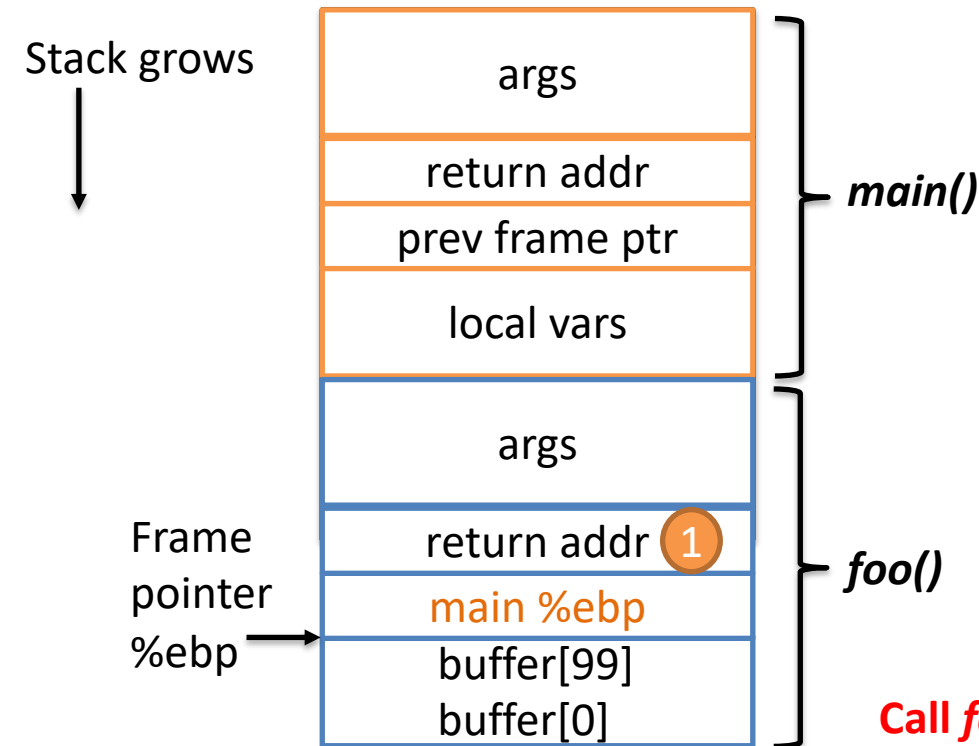 Stack grows
args
return addr
prev frame ptr
local vars
main()
args
return addr 1
main %ebp
buffer[99]
buffer[0]
Frame
pointer
%ebp
foo()
Call